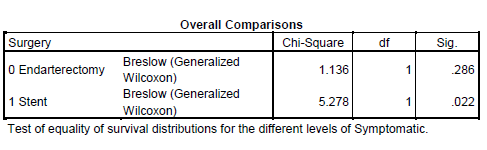 Overall Comparisons
Surgery Chi-Square df Sig.
0 Endarterectomy Breslow (Generalized Wilcoxon) 1.136 1 .286
1 Stent Breslow (Generalized Wilcoxon) 5.278 1 .022
Test of equality of survival distributions for the different levels of Symptomatic.